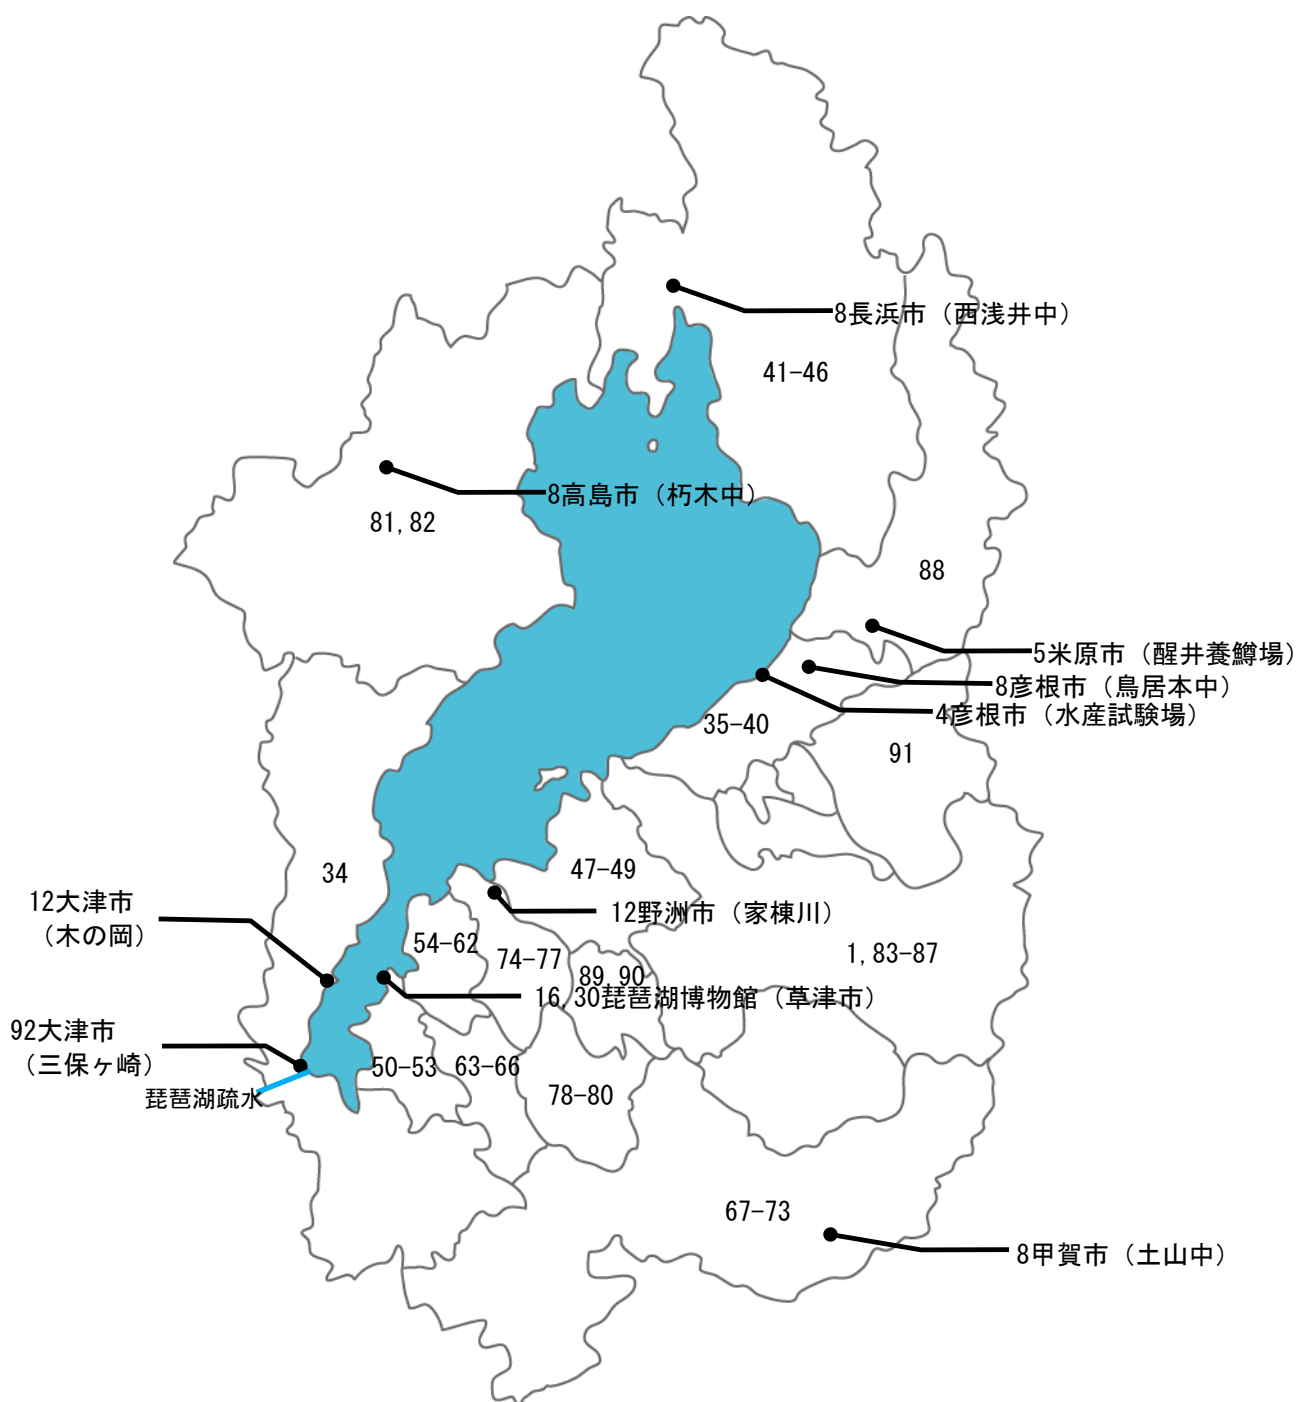 8長浜市（西浅井中）
41-46
8高島市（朽木中）
81,82
88
5米原市（醒井養鱒場）
8彦根市（鳥居本中）
4彦根市（水産試験場）
35-40
91
34
47-49
12大津市
（木の岡）
12野洲市（家棟川）
54-62
74-77
1,83-87
89,90
16,30琵琶湖博物館（草津市）
92大津市
（三保ヶ崎）
50-53
63-66
78-80
琵琶湖疏水
67-73
8甲賀市（土山中）